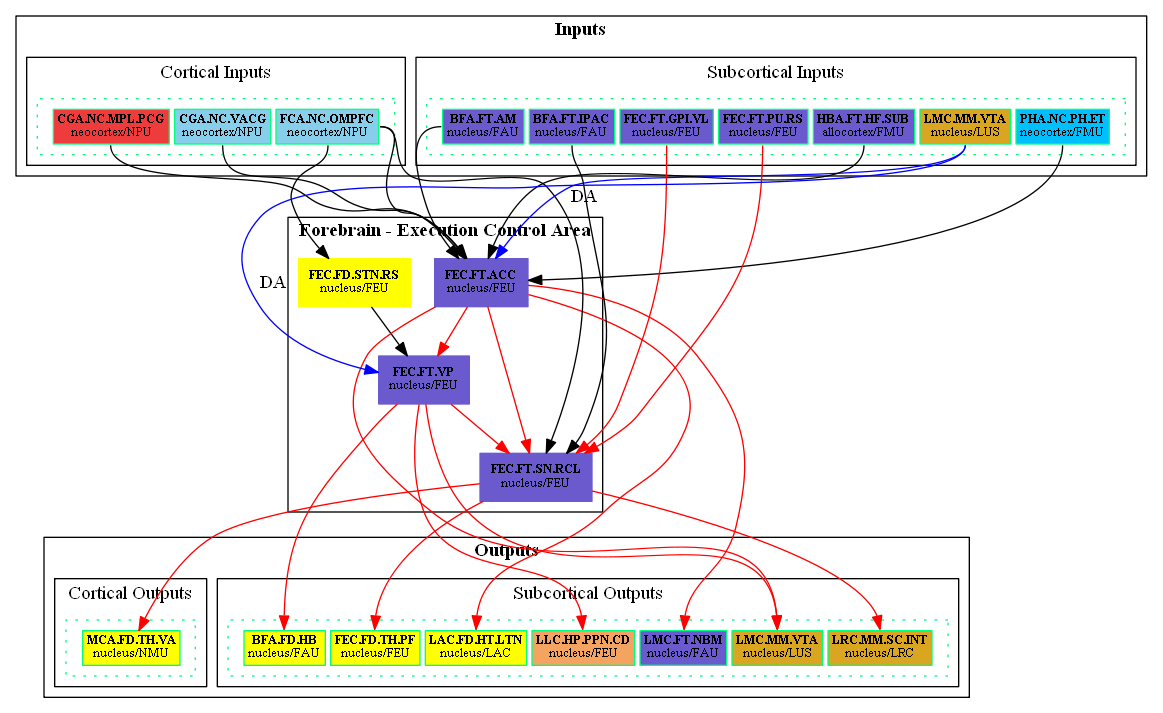 Inputs
Cortical Inputs
Subcortical Inputs
CGA.NC.MPL.PCG
neocortex/NPU
CGA.NC.VACG
neocortex/NPU
FCA.NC.OMPFC
neocortex/NPU
BFA.FT.AM
nucleus/FAU
BFA.FT.IPAC
nucleus/FAU
FEC.FT.GPI.VL
nucleus/FEU
FEC.FT.PU.RS
nucleus/FEU
HBA.FT.HF.SUB
allocortex/FMU
LMC.MM.VTA
nucleus/LUS
PHA.NC.PH.ET
neocortex/FMU
DA
Forebrain - Execution Control Area
FEC.FD.STN.RS
nucleus/FEU
FEC.FT.ACC
nucleus/FEU
DA
FEC.FT.VP
nucleus/FEU
FEC.FT.SN.RCL
nucleus/FEU
Outputs
Cortical Outputs
Subcortical Outputs
MCA.FD.TH.VA
nucleus/NMU
BFA.FD.HB
nucleus/FAU
FEC.FD.TH.PF
nucleus/FEU
LAC.FD.HT.LTN
nucleus/LAC
LLC.HP.PPN.CD
nucleus/FEU
LMC.FT.NBM
nucleus/FAU
LMC.MM.VTA
nucleus/LUS
LRC.MM.SC.INT
nucleus/LRC